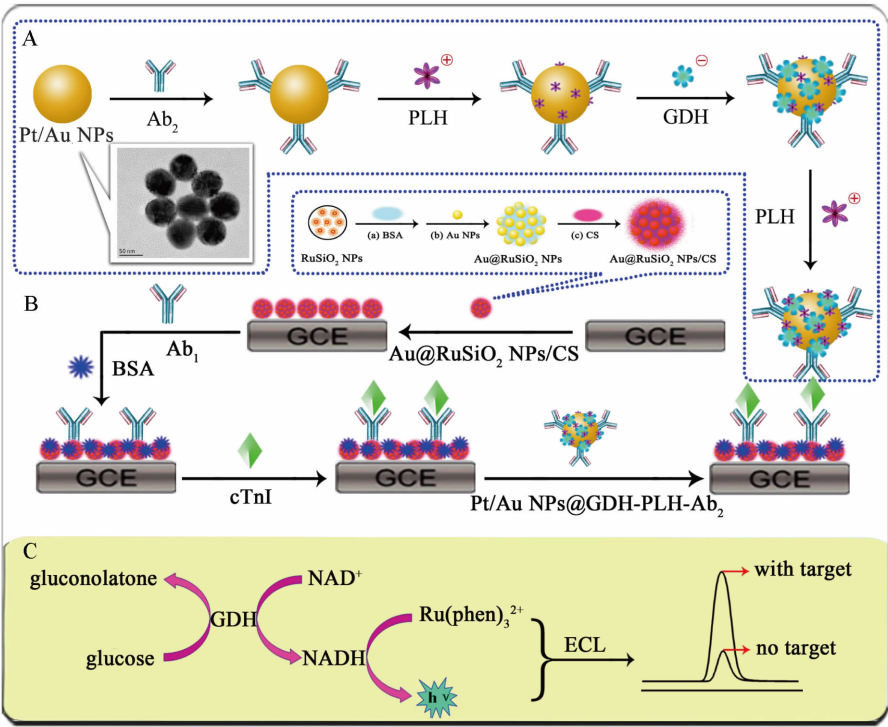 A
Pt/Au NPs
Ab2
PLH
GDH
50 nm
PLH
RuSiO2 NPs
(a) BSA
(b) Au NPs
Au@RuSiO2 NPs
(c) CS
Au@RuSiO2 NPs/CS
B
Ab1
BSA
GCE
Au@RuSiO2 NPs/CS
GCE
GCE
cTnI
GCE
Pt/Au NPs@GDH-PLH-Ab2
GCE
C
gluconolatone
NAD+
GDH
glucose
NADH
Ru(phen)3 2+
h ν
ECL
with target
no target